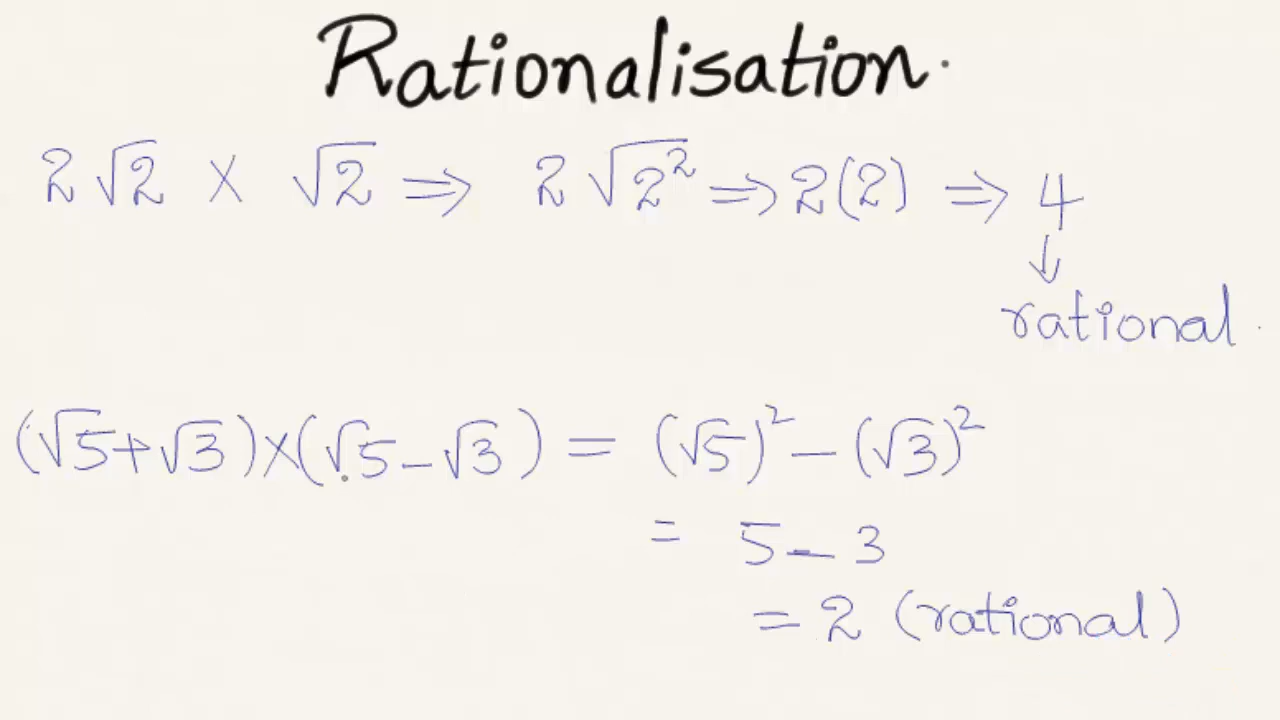 Rationalisation.
2√2 × √2 ⇒ 2√2² ⇒ 2(2) ⇒ 4
↓
rational.
(√5+√3)×(√5-√3) = (√5)² - (√3)²
= 5 - 3
= 2 (rational)